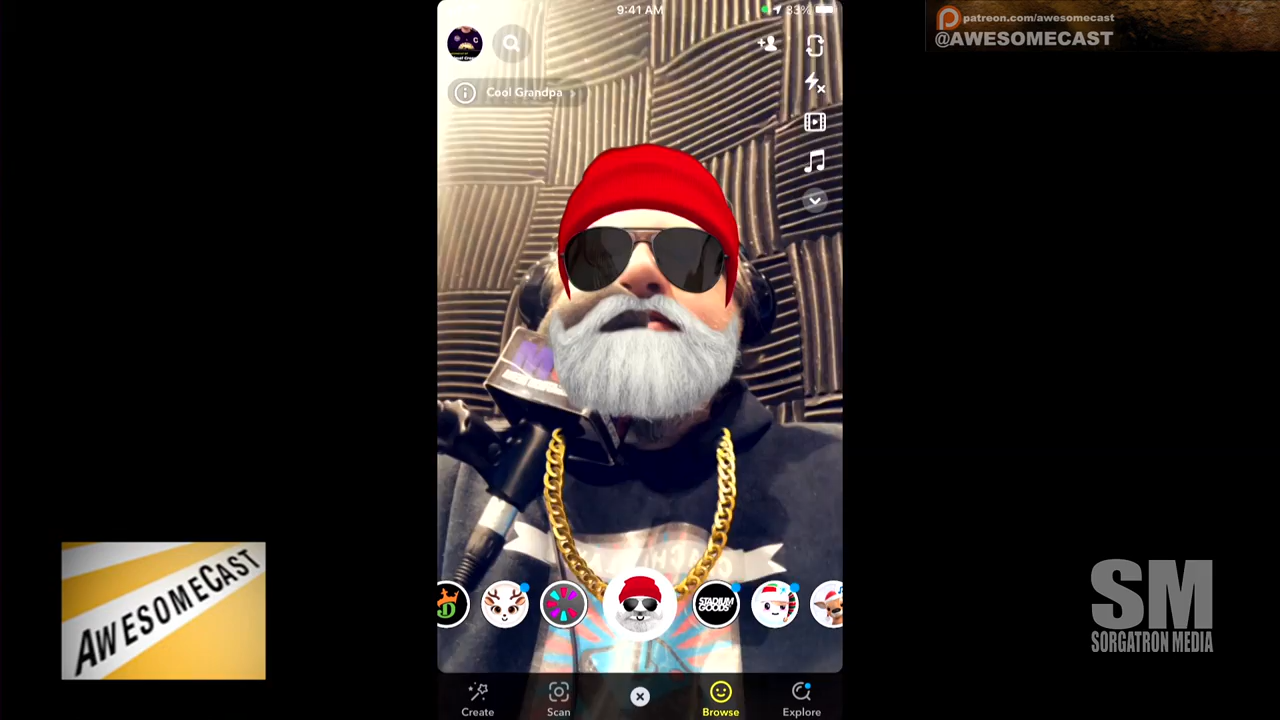 9:41 AM
83%
patreon.com/awesomecast
@AWESOMECAST
Cool Grandpa
AWESOMECAST
STADIUM
GOODS
SM
SORGATRON MEDIA
Create
Scan
Browse
Explore